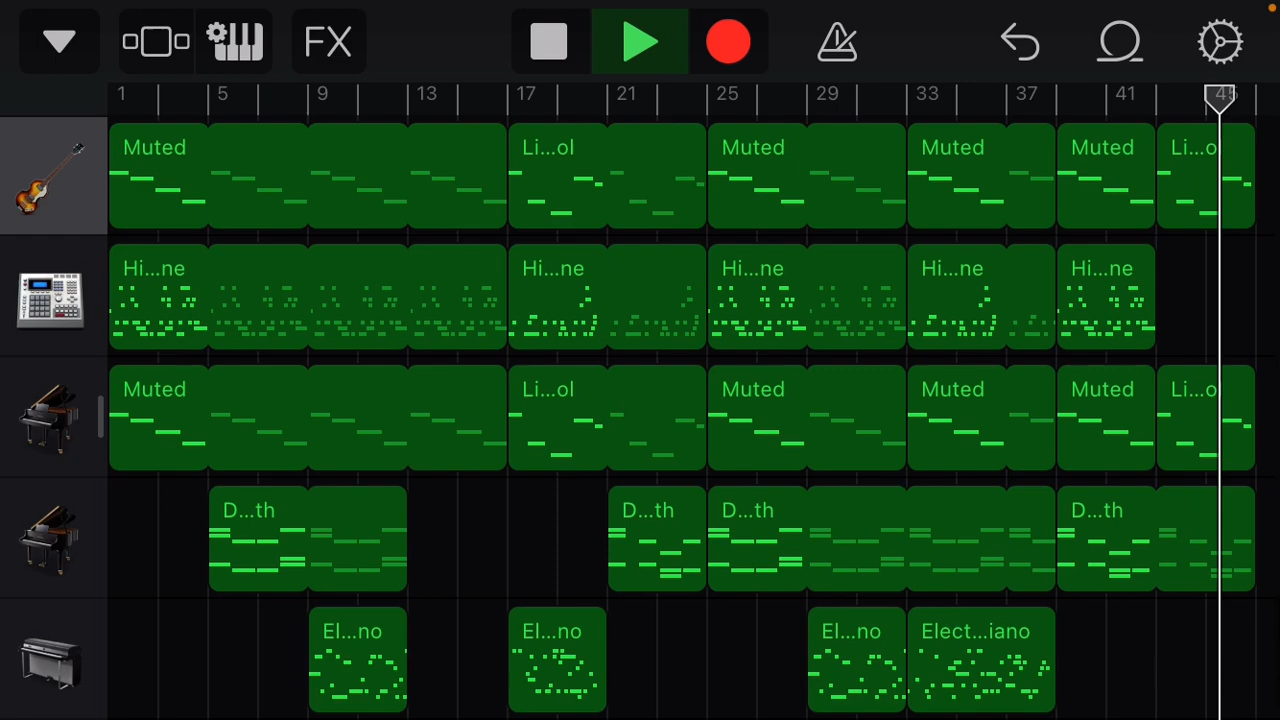 FX
1 5 9 13 17 21 25 29 33 37 41 45
Muted Li...ol Muted Muted Muted Li...o
Hi...ne Hi...ne Hi...ne Hi...ne Hi...ne
Muted Li...ol Muted Muted Muted Li...o
D...th D...th D...th D...th
El...no El...no El...no Elect...iano